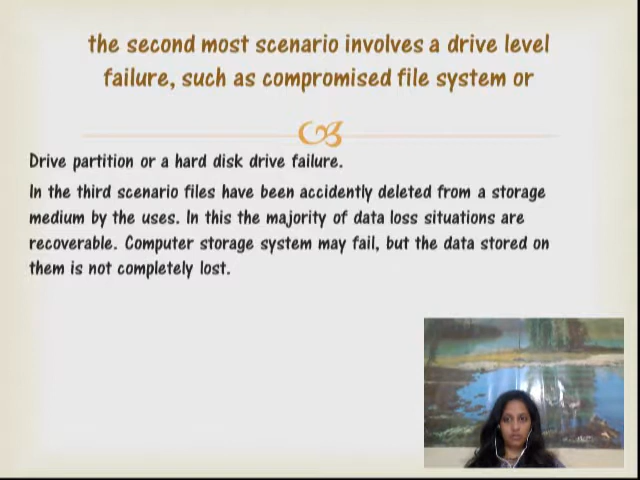 the second most scenario involves a drive level
failure, such as compromised file system or
Drive partition or a hard disk drive failure.
In the third scenario files have been accidently deleted from a storage
medium by the uses. In this the majority of data loss situations are
recoverable. Computer storage system may fail, but the data stored on
them is not completely lost.